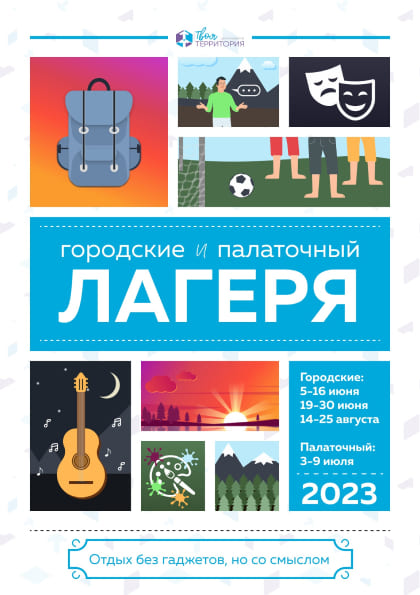 Твоя
ТЕРРИТОРИЯ
городские и палаточный
ЛАГЕРЯ
Городские:
5-16 июня
19-30 июня
14-25 августа
Палаточный:
3-9 июля
2023
Отдых без гаджетов, но со смыслом